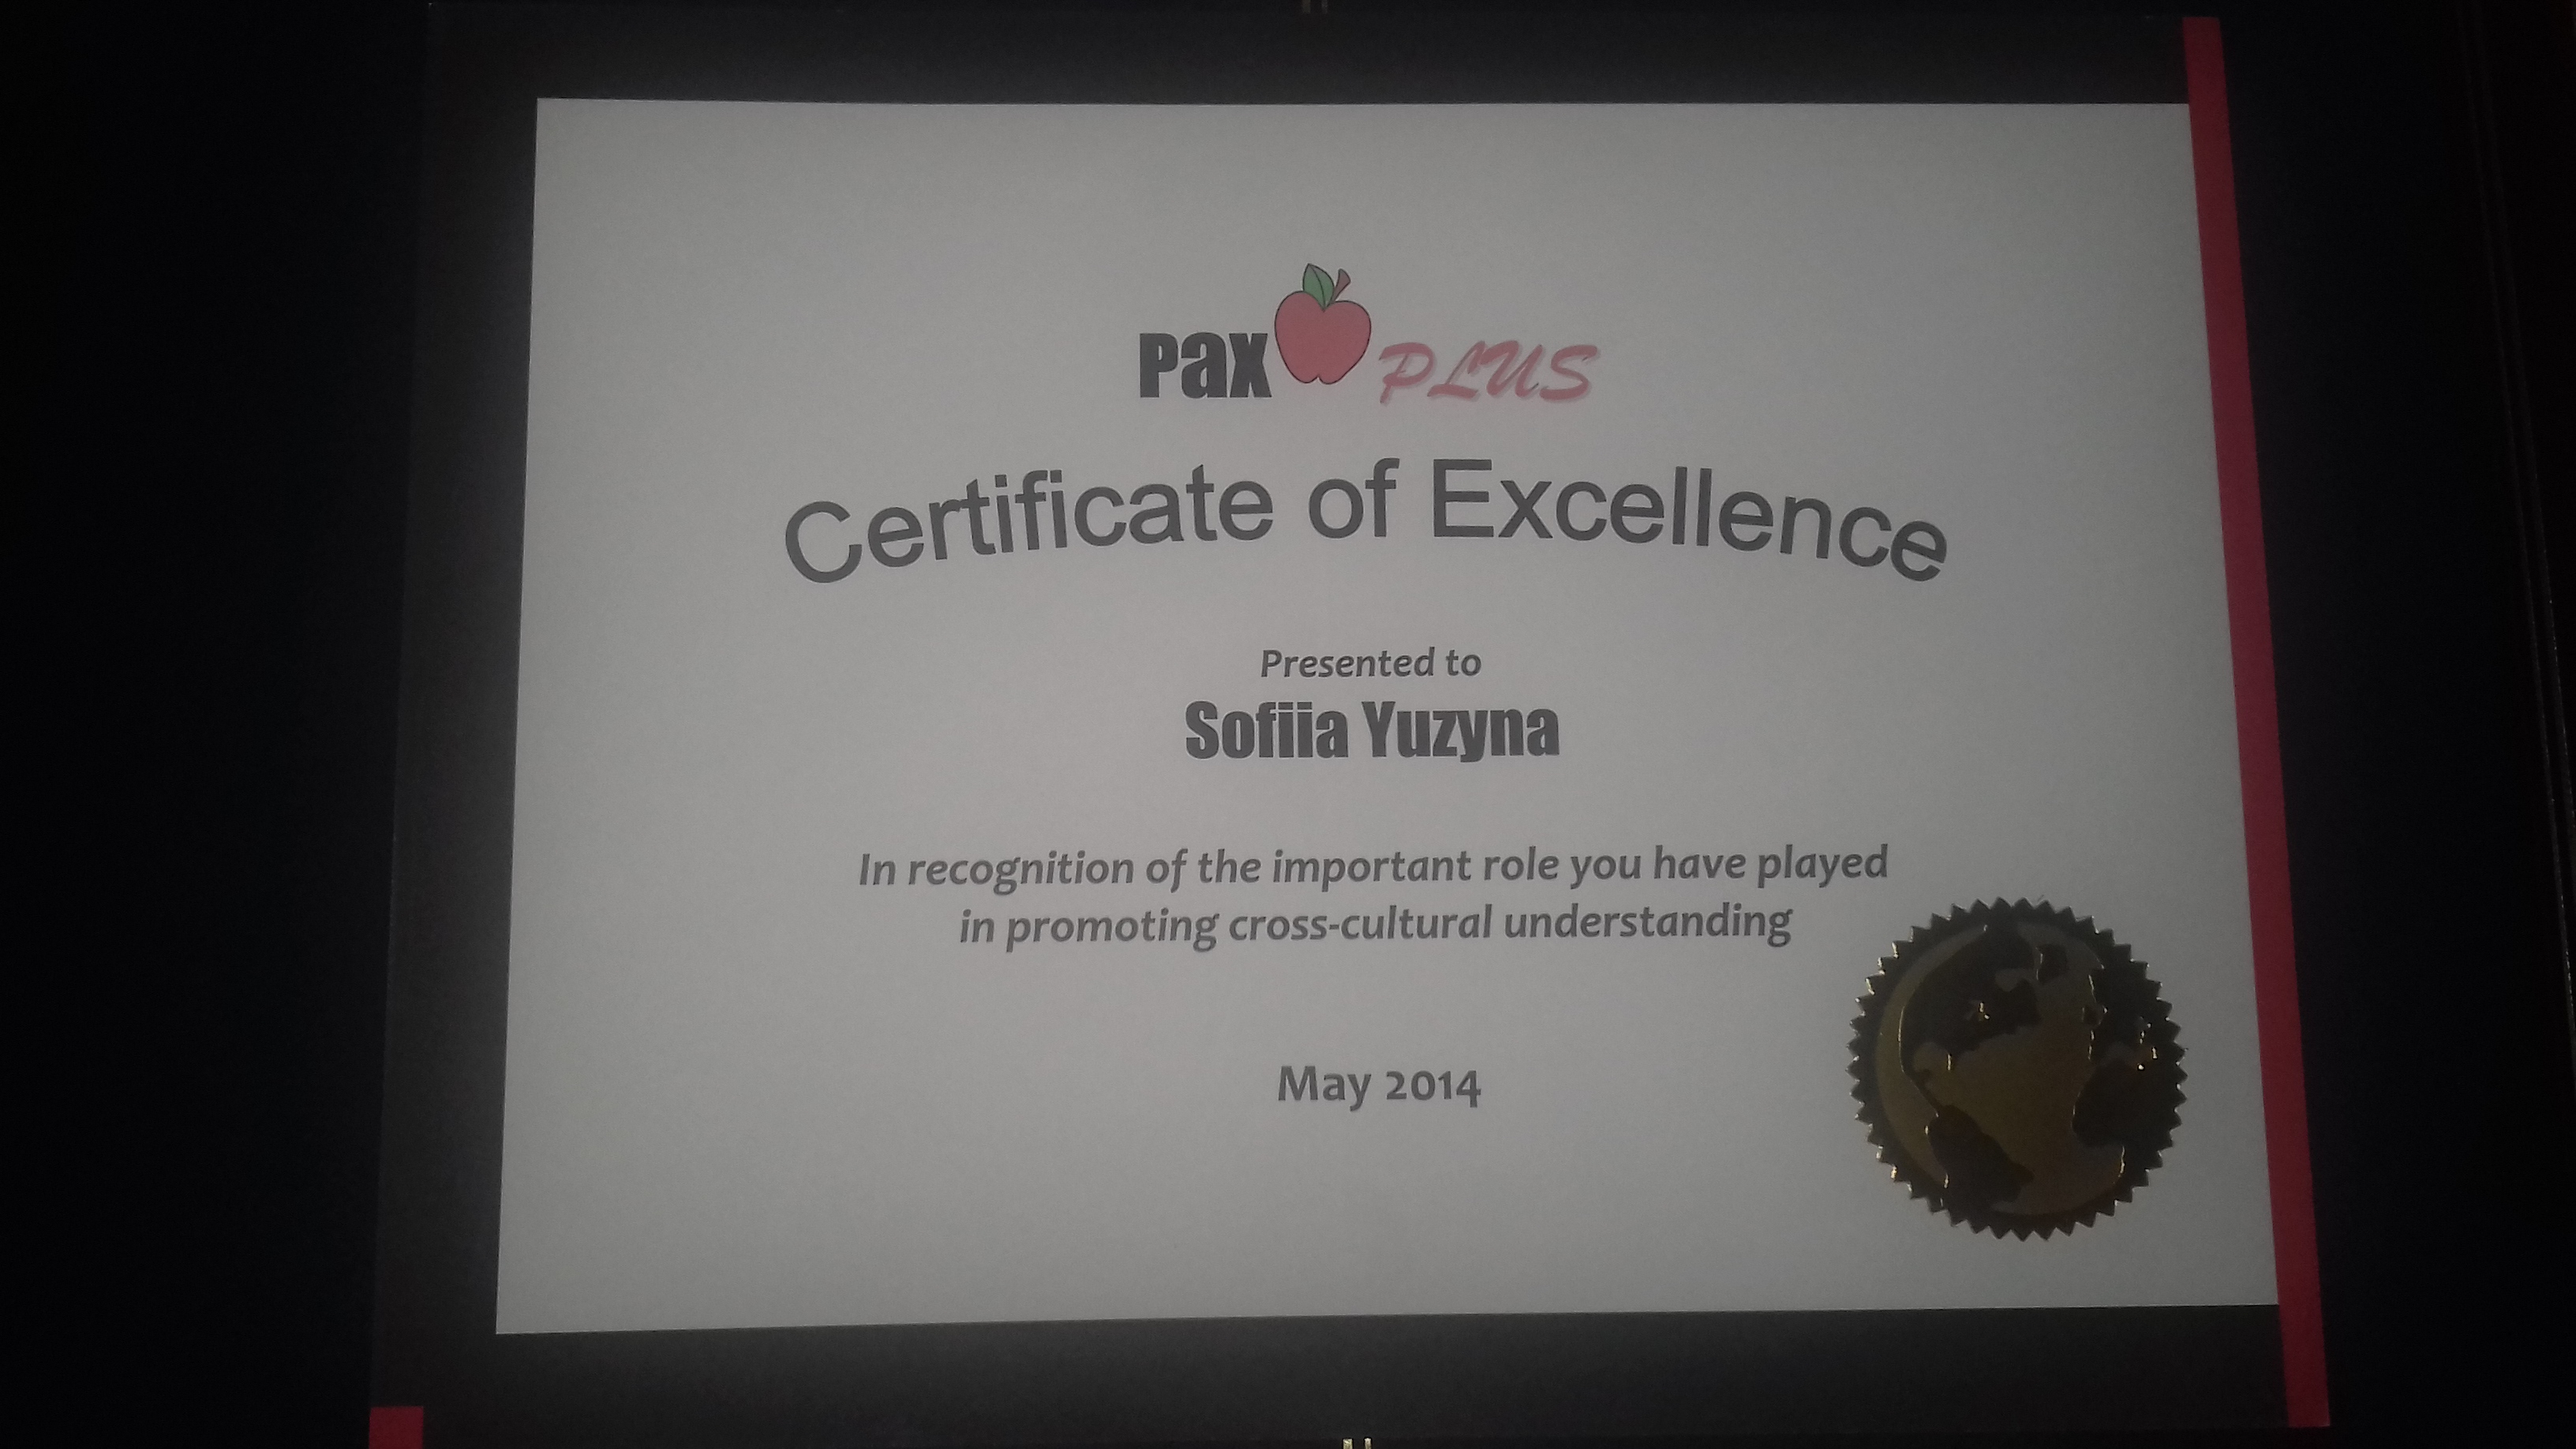 PaX PLUS
Certificate of Excellence
Presented to
Sofiia Yuzyna
In recognition of the important role you have played
in promoting cross-cultural understanding
May 2014